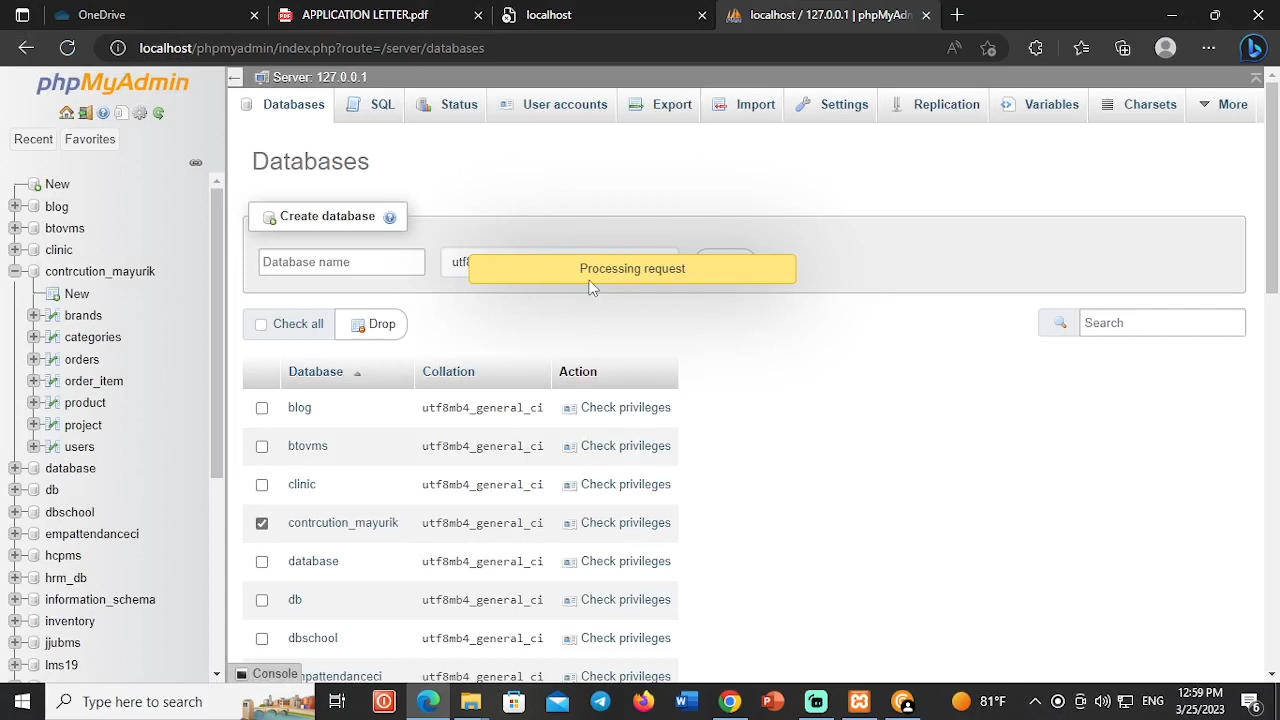 OneDrive
APPLICATION LETTER.pdf
localhost
localhost / 127.0.0.1 | phpMyAdn
localhost/phpmyadmin/index.php?route=/server/databases
phpMyAdmin
Recent
Favorites
New
blog
btovms
clinic
contrcution_mayurik
New
brands
categories
orders
order_item
product
project
users
database
db
dbschool
empattendanceci
hcpms
hrm_db
information_schema
inventory
jjubms
lms19
Server: 127.0.0.1
Databases
SQL
Status
User accounts
Export
Import
Settings
Replication
Variables
Charsets
More
Databases
Create database
Database name
utf8
Processing request
Check all
Drop
Search
Database
Collation
Action
blog utf8mb4_general_ci Check privileges
btovms utf8mb4_general_ci Check privileges
clinic utf8mb4_general_ci Check privileges
contrcution_mayurik utf8mb4_general_ci Check privileges
database utf8mb4_general_ci Check privileges
db utf8mb4_general_ci Check privileges
dbschool utf8mb4_general_ci Check privileges
mpattendanceci utf8mb4_general_ci Check privileges
Console
Type here to search
81°F
ENG
12:59 PM
3/25/2023
6